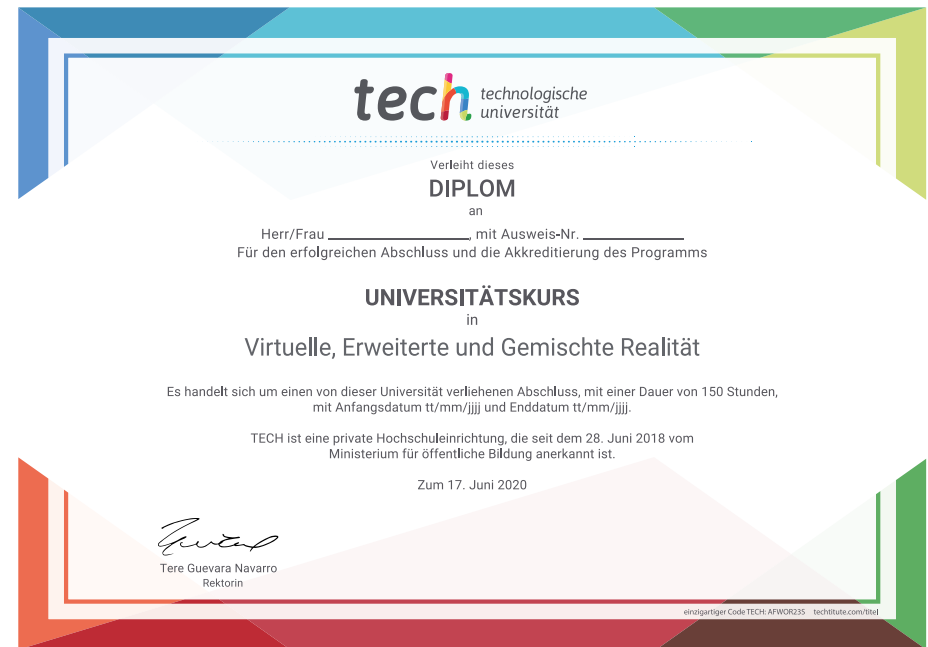 tech technologische
universität
Verleiht dieses
DIPLOM
an
Herr/Frau ____________________, mit Ausweis-Nr. ______________
Für den erfolgreichen Abschluss und die Akkreditierung des Programms
UNIVERSITÄTSKURS
in
Virtuelle, Erweiterte und Gemischte Realität
Es handelt sich um einen von dieser Universität verliehenen Abschluss, mit einer Dauer von 150 Stunden,
mit Anfangsdatum tt/mm/jjjj und Enddatum tt/mm/jjjj.
TECH ist eine private Hochschuleinrichtung, die seit dem 28. Juni 2018 vom
Ministerium für öffentliche Bildung anerkannt ist.
Zum 17. Juni 2020
Tere Guevara Navarro
Rektorin
einzigartiger Code TECH: AFWOR235 techtitute.com/titel